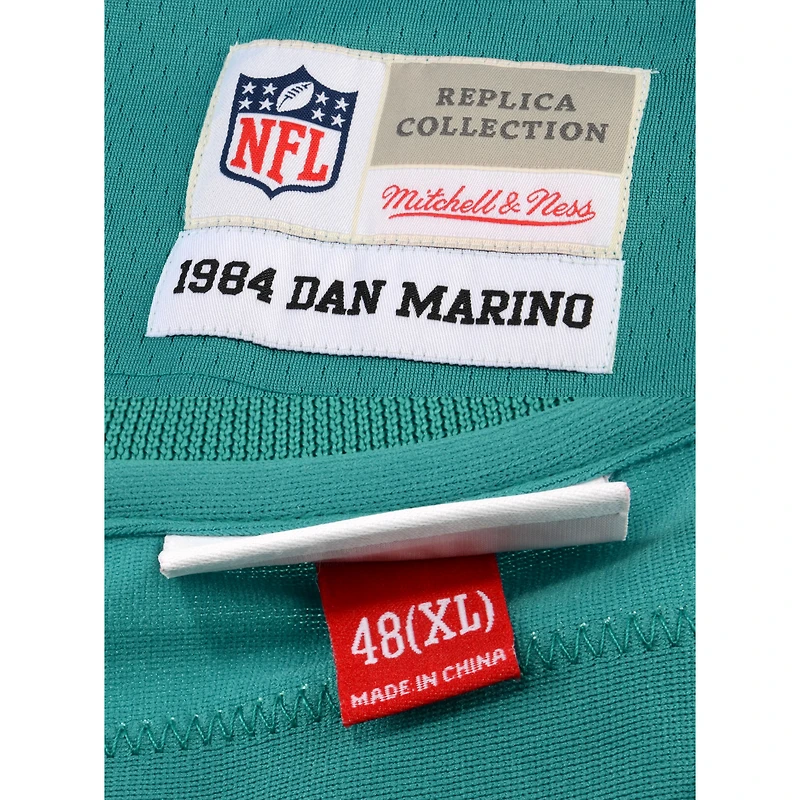 NFL
REPLICA
COLLECTION
Mitchell & Ness
1984 DAN MARINO
48(XL)
MADE IN CHINA